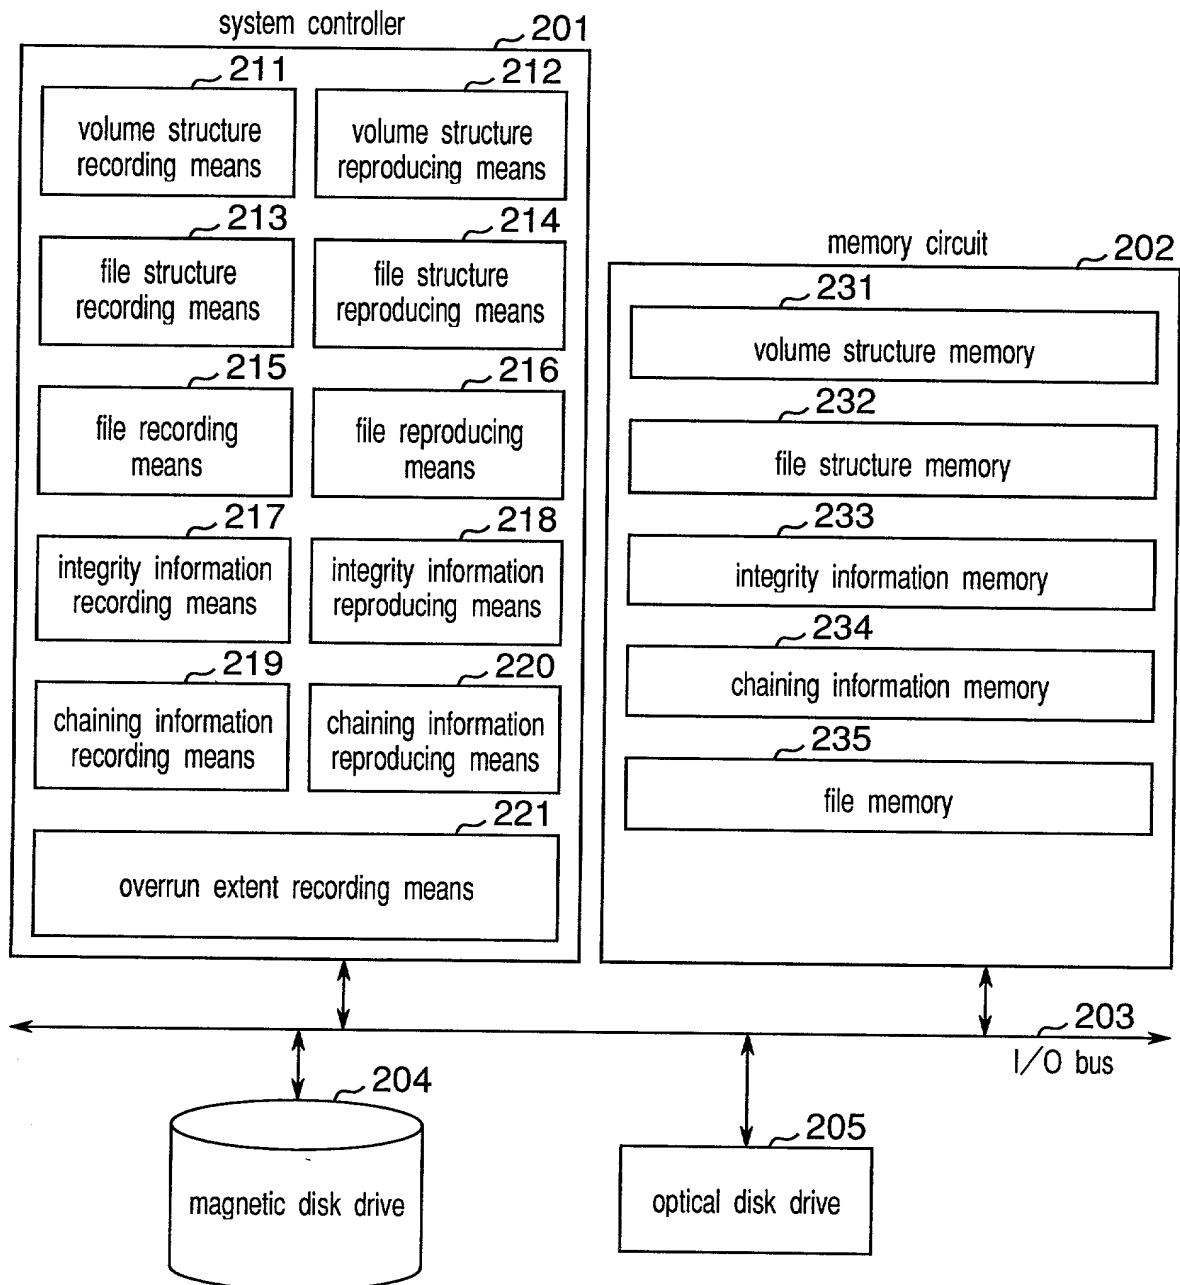 system controller
201
211
volume structure
recording means
212
volume structure
reproducing means
213
file structure
recording means
214
file structure
reproducing means
215
file recording
means
216
file reproducing
means
217
integrity information
recording means
218
integrity information
reproducing means
219
chaining information
recording means
220
chaining information
reproducing means
221
overrun extent recording means
memory circuit
202
231
volume structure memory
232
file structure memory
233
integrity information memory
234
chaining information memory
235
file memory
203
I/O bus
204
magnetic disk drive
205
optical disk drive